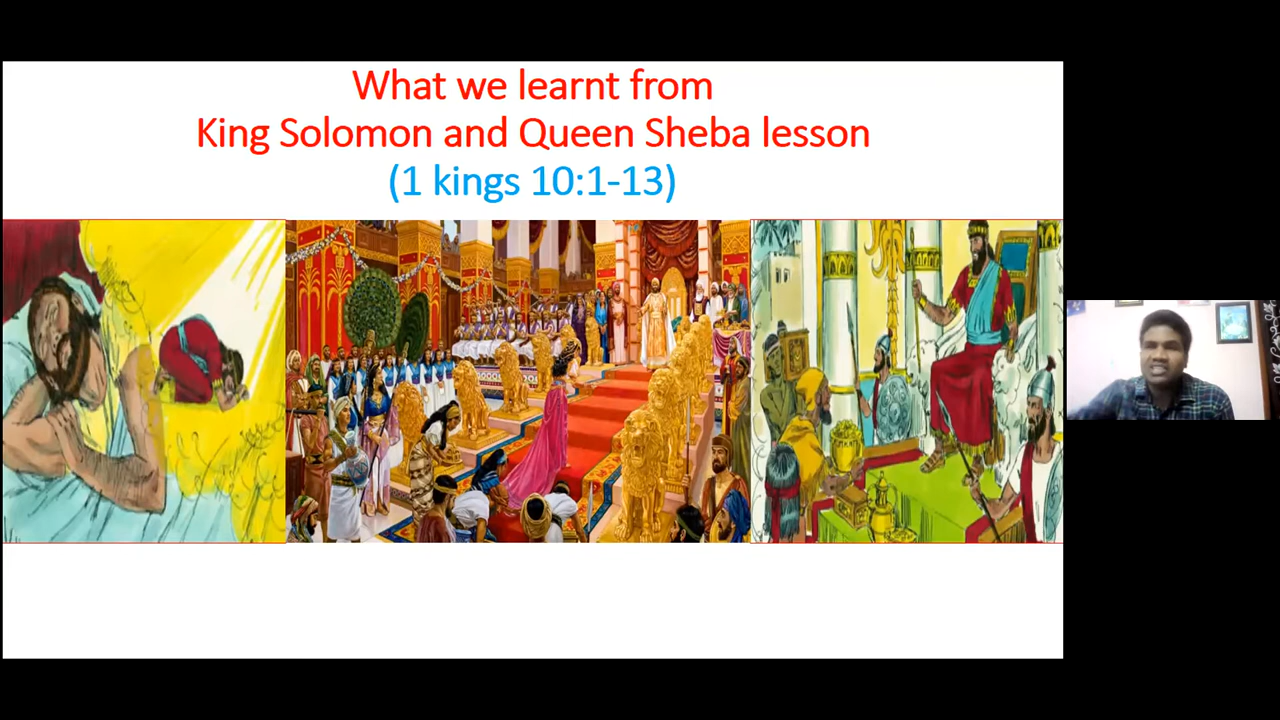 What we learnt from
King Solomon and Queen Sheba lesson
(1 kings 10:1-13)